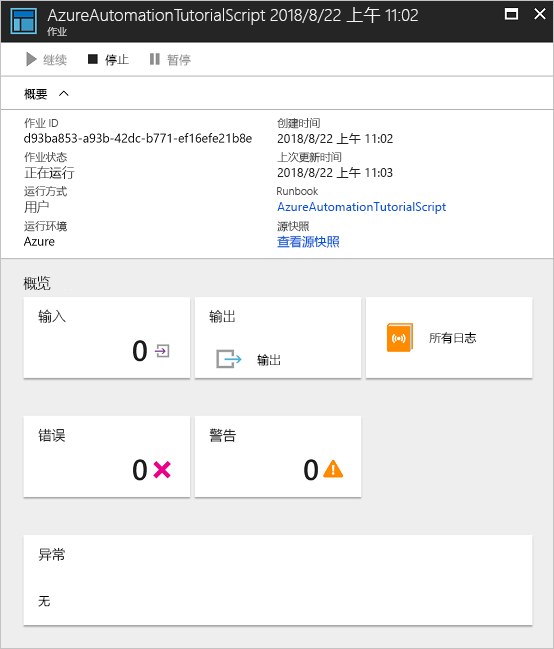 AzureAutomationTutorialScript 2018/8/22 上午 11:02
作业
继续 停止 暂停
概要
作业 ID
d93ba853-a93b-42dc-b771-ef16efe21b8e
作业状态
正在运行
运行方式
用户
运行环境
Azure
创建时间
2018/8/22 上午 11:02
上次更新时间
2018/8/22 上午 11:03
Runbook
AzureAutomationTutorialScript
源快照
查看源快照
概览
输入
0
输出
输出
所有日志
错误
0
警告
0
异常
无